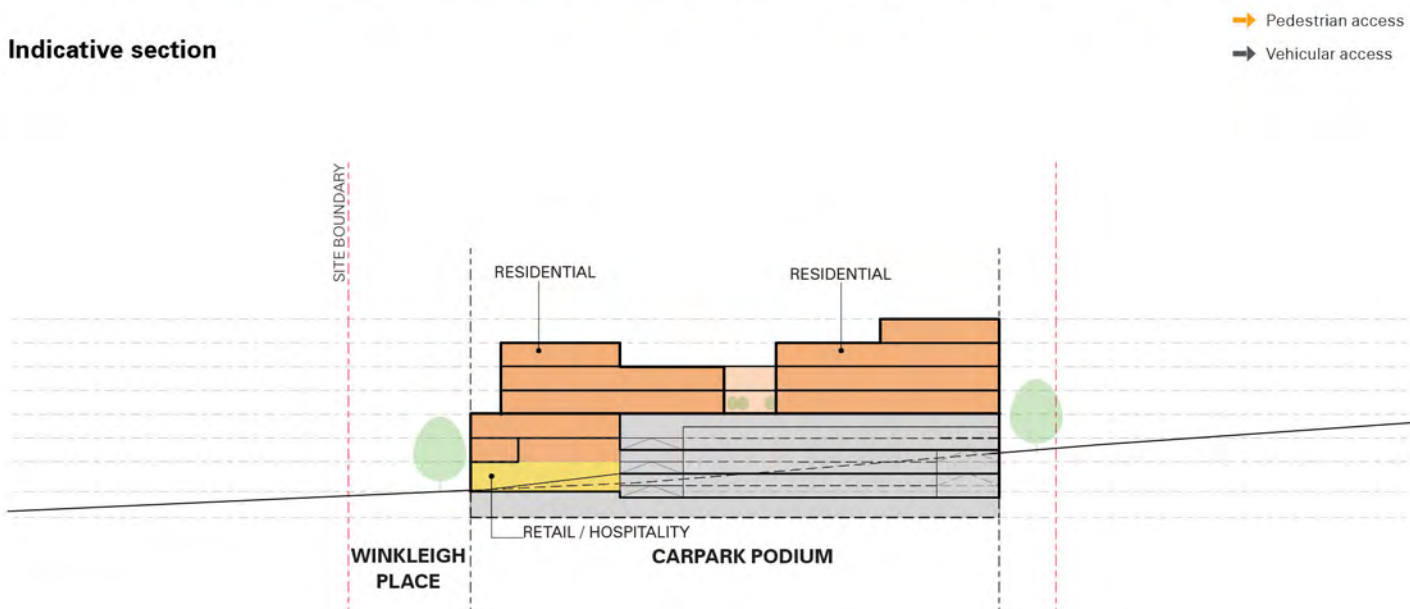 Indicative section
Pedestrian access
Vehicular access
SITE BOUNDARY
RESIDENTIAL
RESIDENTIAL
RETAIL / HOSPITALITY
WINKLEIGH
PLACE
CARPARK PODIUM